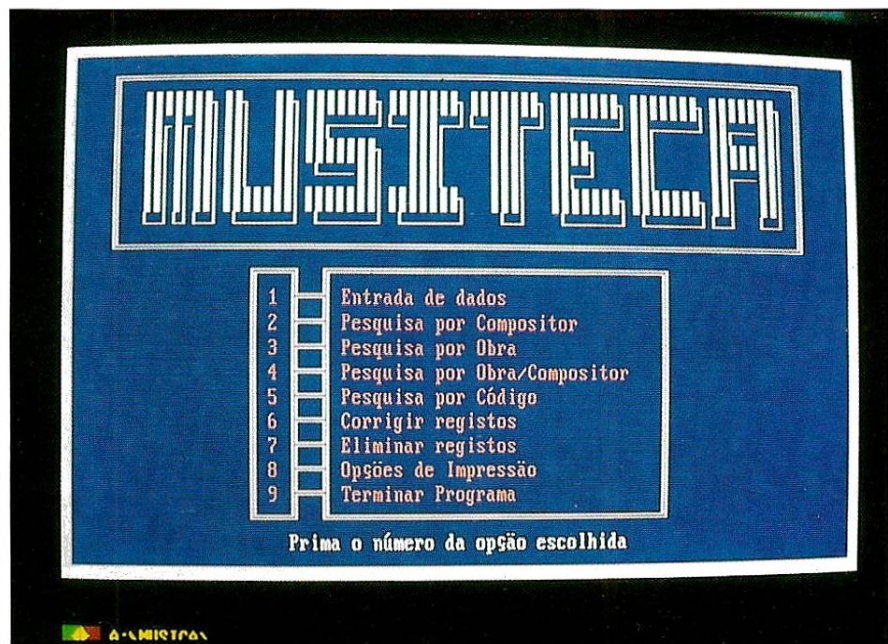 MUSITECA
1 Entrada de dados
2 Pesquisa por Compositor
3 Pesquisa por Obra
4 Pesquisa por Obra/Compositor
5 Pesquisa por Código
6 Corrigir registos
7 Eliminar registos
8 Opções de Impressão
9 Terminar Programa
Prima o número da opção escolhida
A:\MUSICA>